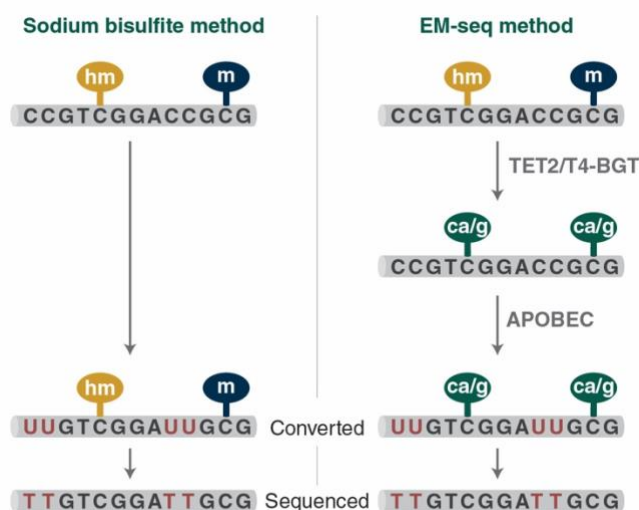 Sodium bisulfite method
EM-seq method
hm m
hm m
CCGTCGGACCGCG
CCGTCGGACCGCG
TET2/T4-BGT
ca/g ca/g
CCGTCGGACCGCG
APOBEC
hm m
ca/g ca/g
UUGTCGGAUUGCG
Converted
UUGTCGGAUUGCG
TTGTCGGATTGCG
Sequenced
TTGTCGGATTGCG